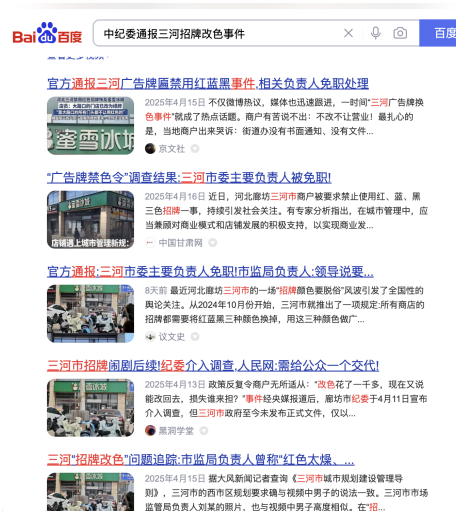 Bai 百度
中纪委通报三河招牌改色事件
百度
查看更多视频 >
官方通报三河广告牌匾禁用红蓝黑事件,相关负责人免职处理
2025年4月15日 不仅微博热议，媒体也迅速跟进，一时间"三河广告牌换
色事件"就成了热点话题。商户有苦说不出：不改不让营业！最扎心的
是，当地商户出来哭诉：街道办没有书面通知、没有文件...
蜜雪冰城
京文社
"广告牌禁色令"调查结果:三河市委主要负责人被免职!
2025年4月16日 近日，河北廊坊三河市商户被要求禁止使用红、蓝、黑
三色招牌一事，持续引发社会关注。有专家分析指出，在城市管理中，应
当兼顾对商业模式和店铺发展的积极支持，以实现商业发...
店铺遇上城市管理新规:
中国甘肃网
官方通报:三河市委主要负责人免职!市监局负责人:领导说要...
8天前 最近河北廊坊三河市的一场"招牌颜色要脱俗"风波引发了全国性的
舆论关注。从2024年10月份开始，三河市就推出了一项规定:所有商店的
招牌都需要将红蓝黑三种颜色换掉，用这三种颜色做广...
议文史
三河市招牌闹剧后续!纪委介入调查,人民网:需给公众一个交代!
2025年4月13日 政策反复令商户无所适从："改色花了一千多，现在又说
能改回去，损失谁来担？"事件经央媒报道后，廊坊市纪委于4月11日宣布
介入调查，但三河市政府至今未发布正式文件，仅以...
黑洞学堂
三河"招牌改色"问题追踪:市监局负责人曾称"红色太燥、...
2025年4月15日 据大风新闻记者查询《三河市城市规划建设管理导
则》，三河市的西市区规划要求确与视频中男子的说法一致。三河市市场
监管局负责人刘某的照片，也与视频中男子高度相似。在"招...